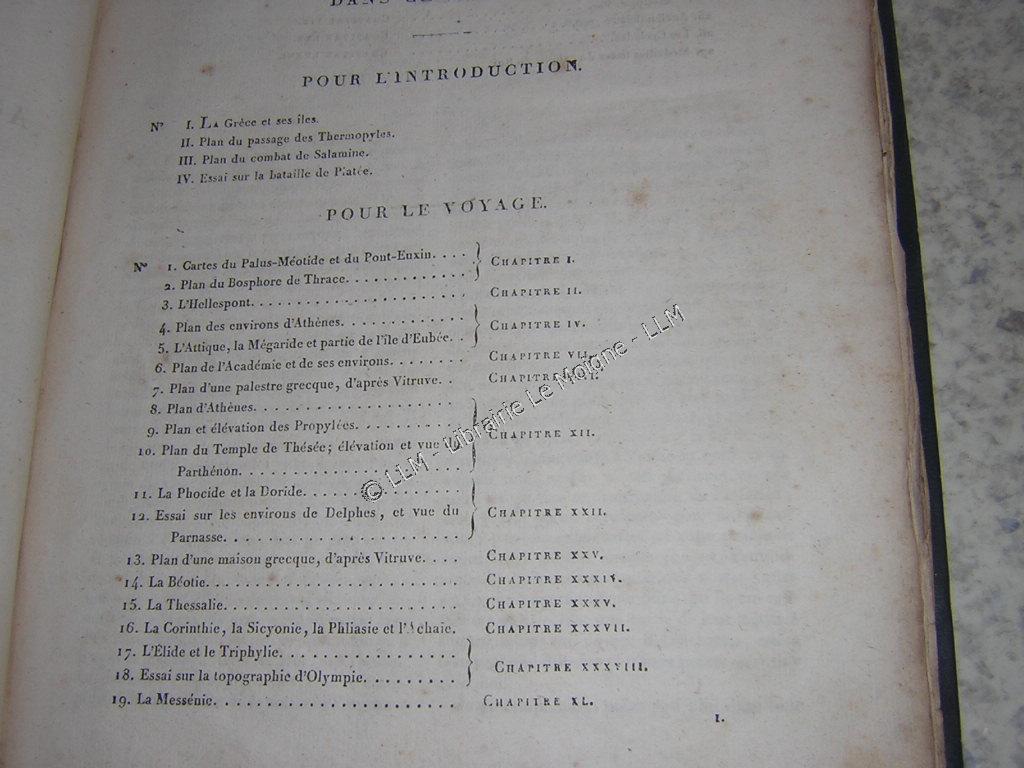 DANS
POUR L'INTRODUCTION.
N° I. LA Grèce et ses îles.
II. Plan du passage des Thermopyles.
III. Plan du combat de Salamine.
IV. Essai sur la bataille de Platée.
POUR LE VOYAGE.
N° 1. Cartes du Palus-Méotide et du Pont-Euxin. . . .
2. Plan du Bosphore de Thrace. . . . . . . . . . . CHAPITRE I.
3. L'Hellespont. . . . . . . . . . . . . . . . . . . CHAPITRE II.
4. Plan des environs d'Athènes. . . . . . . . . . . .
5. L'Attique, la Mégaride et partie de l'île d'Eubée. . CHAPITRE IV.
6. Plan de l'Académie et de ses environs. . . . . . . . CHAPITRE VII.
7. Plan d'une palestre grecque, d'après Vitruve. . CHAPITRE
8. Plan d'Athènes. . . . . . . . . . . . . . . . . .
9. Plan et élévation des Propylées. . . . . . . . . .
10. Plan du Temple de Thésée; élévation et vue du CHAPITRE XII.
Parthénon. . . . . . . . . . . . . . . . . . .
11. La Phocide et la Doride. . . . . . . . . . . . . .
12. Essai sur les environs de Delphes, et vue du CHAPITRE XXII.
Parnasse. . . . . . . . . . . . . . . . . . . .
13. Plan d'une maison grecque, d'après Vitruve. . . . CHAPITRE XXV.
14. La Béotie. . . . . . . . . . . . . . . . . . . . . . CHAPITRE XXXIV.
15. La Thessalie. . . . . . . . . . . . . . . . . . . . CHAPITRE XXXV.
16. La Corinthie, la Sicyonie, la Phliasie et l'Achaie. CHAPITRE XXXVII.
17. L'Élide et le Triphylie. . . . . . . . . . . . . . .
18. Essai sur la topographie d'Olympie. . . . . . . . . CHAPITRE XXXVIII.
19. La Messénie. . . . . . . . . . . . . . . . . . . . . CHAPITRE XL.
I.
© LLM - Librairie Le Moigne - LLM